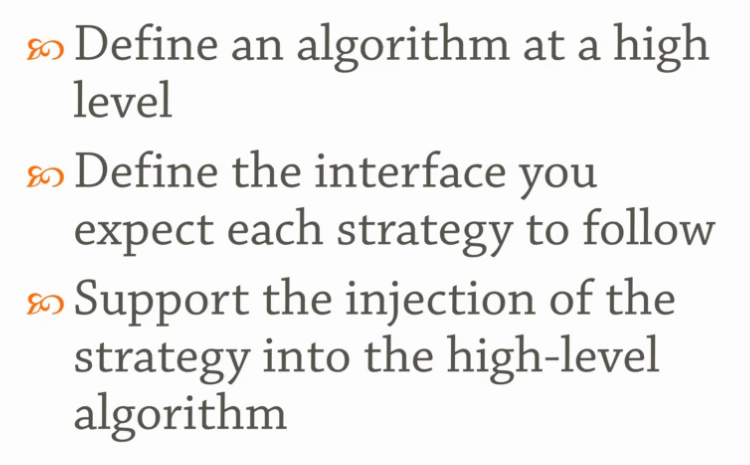 Define an algorithm at a high
level
Define the interface you
expect each strategy to follow
Support the injection of the
strategy into the high-level
algorithm